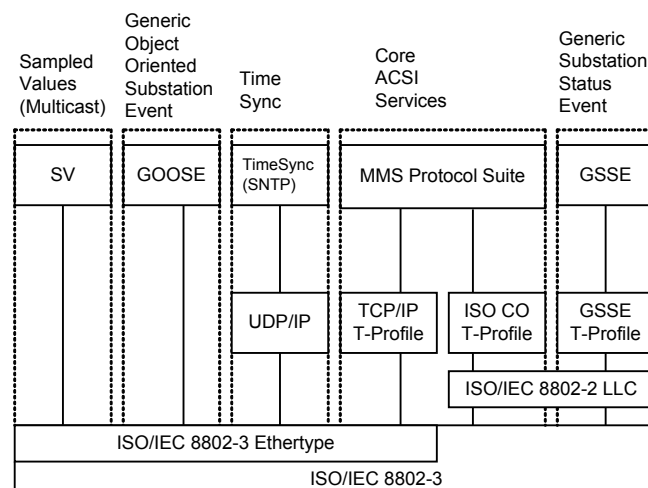 Sampled
Values
(Multicast)
Generic
Object
Oriented
Substation
Event
Time
Sync
Core
ACSI
Services
Generic
Substation
Status
Event
SV
GOOSE
TimeSync
(SNTP)
MMS Protocol Suite
GSSE
UDP/IP
TCP/IP
T-Profile
ISO CO
T-Profile
GSSE
T-Profile
ISO/IEC 8802-2 LLC
ISO/IEC 8802-3 Ethertype
ISO/IEC 8802-3